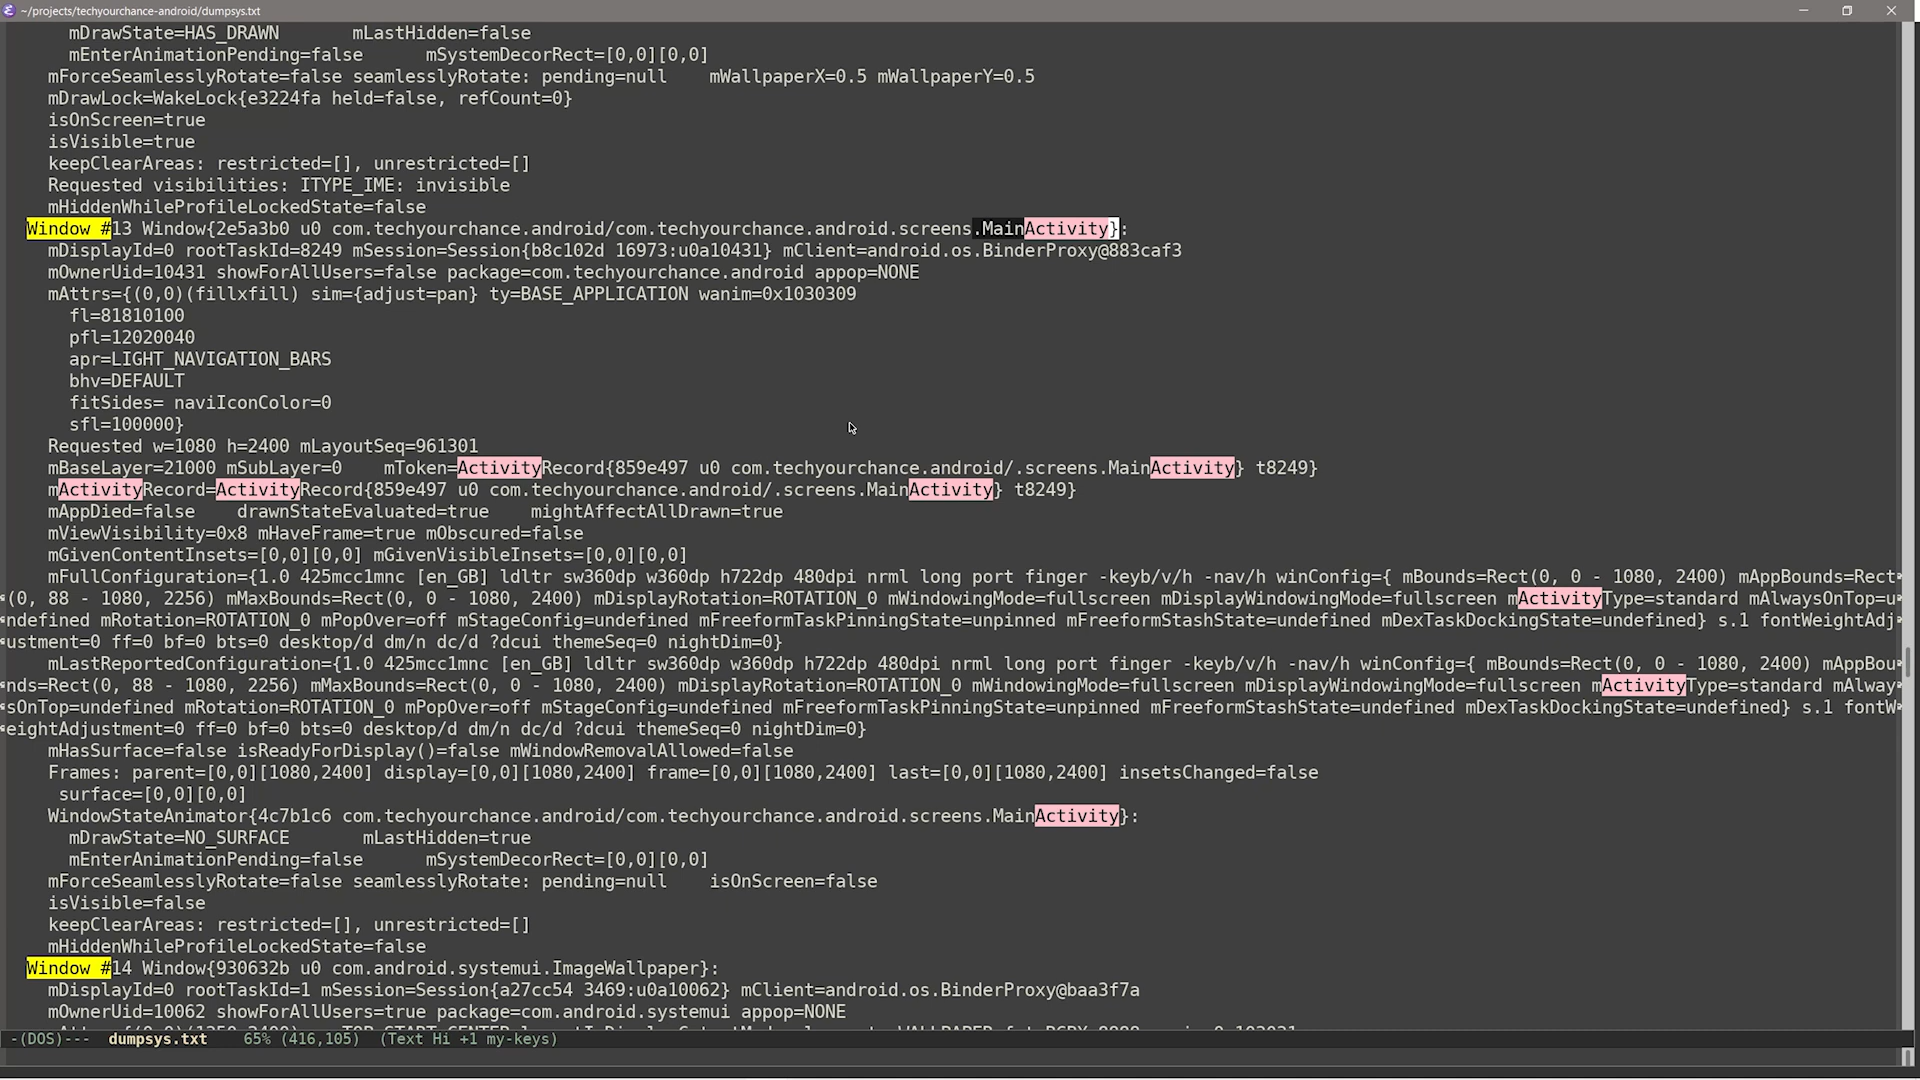 ~/projects/techyourchance-android/dumpsys.txt
mDrawState=HAS_DRAWN       mLastHidden=false
mEnterAnimationPending=false      mSystemDecorRect=[0,0][0,0]
mForceSeamlesslyRotate=false seamlesslyRotate: pending=null    mWallpaperX=0.5 mWallpaperY=0.5
mDrawLock=WakeLock{e3224fa held=false, refCount=0}
isOnScreen=true
isVisible=true
keepClearAreas: restricted=[], unrestricted=[]
Requested visibilities: ITYPE_IME: invisible
mHiddenWhileProfileLockedState=false
Window #13 Window{2e5a3b0 u0 com.techyourchance.android/com.techyourchance.android.screens.MainActivity}:
mDisplayId=0 rootTaskId=8249 mSession=Session{b8c102d 16973:u0a10431} mClient=android.os.BinderProxy@883caf3
mOwnerUid=10431 showForAllUsers=false package=com.techyourchance.android appop=NONE
mAttrs={(0,0)(fillxfill) sim={adjust=pan} ty=BASE_APPLICATION wanim=0x1030309
fl=81810100
pfl=12020040
apr=LIGHT_NAVIGATION_BARS
bhv=DEFAULT
fitSides= naviIconColor=0
sfl=100000}
Requested w=1080 h=2400 mLayoutSeq=961301
mBaseLayer=21000 mSubLayer=0    mToken=ActivityRecord{859e497 u0 com.techyourchance.android/.screens.MainActivity} t8249}
mActivityRecord=ActivityRecord{859e497 u0 com.techyourchance.android/.screens.MainActivity} t8249}
mAppDied=false    drawnStateEvaluated=true    mightAffectAllDrawn=true
mViewVisibility=0x8 mHaveFrame=true mObscured=false
mGivenContentInsets=[0,0][0,0] mGivenVisibleInsets=[0,0][0,0]
mFullConfiguration={1.0 425mcc1mnc [en_GB] ldltr sw360dp w360dp h722dp 480dpi nrml long port finger -keyb/v/h -nav/h winConfig={ mBounds=Rect(0, 0 - 1080, 2400) mAppBounds=Rect
(0, 88 - 1080, 2256) mMaxBounds=Rect(0, 0 - 1080, 2400) mDisplayRotation=ROTATION_0 mWindowingMode=fullscreen mDisplayWindowingMode=fullscreen mActivityType=standard mAlwaysOnTop=u
ndefined mRotation=ROTATION_0 mPopOver=off mStageConfig=undefined mFreeformTaskPinningState=unpinned mFreeformStashState=undefined mDexTaskDockingState=undefined} s.1 fontWeightAdj
ustment=0 ff=0 bf=0 bts=0 desktop/d dm/n dc/d ?dcui themeSeq=0 nightDim=0}
mLastReportedConfiguration={1.0 425mcc1mnc [en_GB] ldltr sw360dp w360dp h722dp 480dpi nrml long port finger -keyb/v/h -nav/h winConfig={ mBounds=Rect(0, 0 - 1080, 2400) mAppBou
nds=Rect(0, 88 - 1080, 2256) mMaxBounds=Rect(0, 0 - 1080, 2400) mDisplayRotation=ROTATION_0 mWindowingMode=fullscreen mDisplayWindowingMode=fullscreen mActivityType=standard mAlway
sOnTop=undefined mRotation=ROTATION_0 mPopOver=off mStageConfig=undefined mFreeformTaskPinningState=unpinned mFreeformStashState=undefined mDexTaskDockingState=undefined} s.1 fontW
eightAdjustment=0 ff=0 bf=0 bts=0 desktop/d dm/n dc/d ?dcui themeSeq=0 nightDim=0}
mHasSurface=false isReadyForDisplay()=false mWindowRemovalAllowed=false
Frames: parent=[0,0][1080,2400] display=[0,0][1080,2400] frame=[0,0][1080,2400] last=[0,0][1080,2400] insetsChanged=false
surface=[0,0][0,0]
WindowStateAnimator{4c7b1c6 com.techyourchance.android/com.techyourchance.android.screens.MainActivity}:
mDrawState=NO_SURFACE       mLastHidden=true
mEnterAnimationPending=false      mSystemDecorRect=[0,0][0,0]
mForceSeamlesslyRotate=false seamlesslyRotate: pending=null    isOnScreen=false
isVisible=false
keepClearAreas: restricted=[], unrestricted=[]
mHiddenWhileProfileLockedState=false
Window #14 Window{930632b u0 com.android.systemui.ImageWallpaper}:
mDisplayId=0 rootTaskId=1 mSession=Session{a27cc54 3469:u0a10062} mClient=android.os.BinderProxy@baa3f7a
mOwnerUid=10062 showForAllUsers=true package=com.android.systemui appop=NONE
-(DOS)---  dumpsys.txt    65% (416,105)  (Text Hi +1 my-keys)